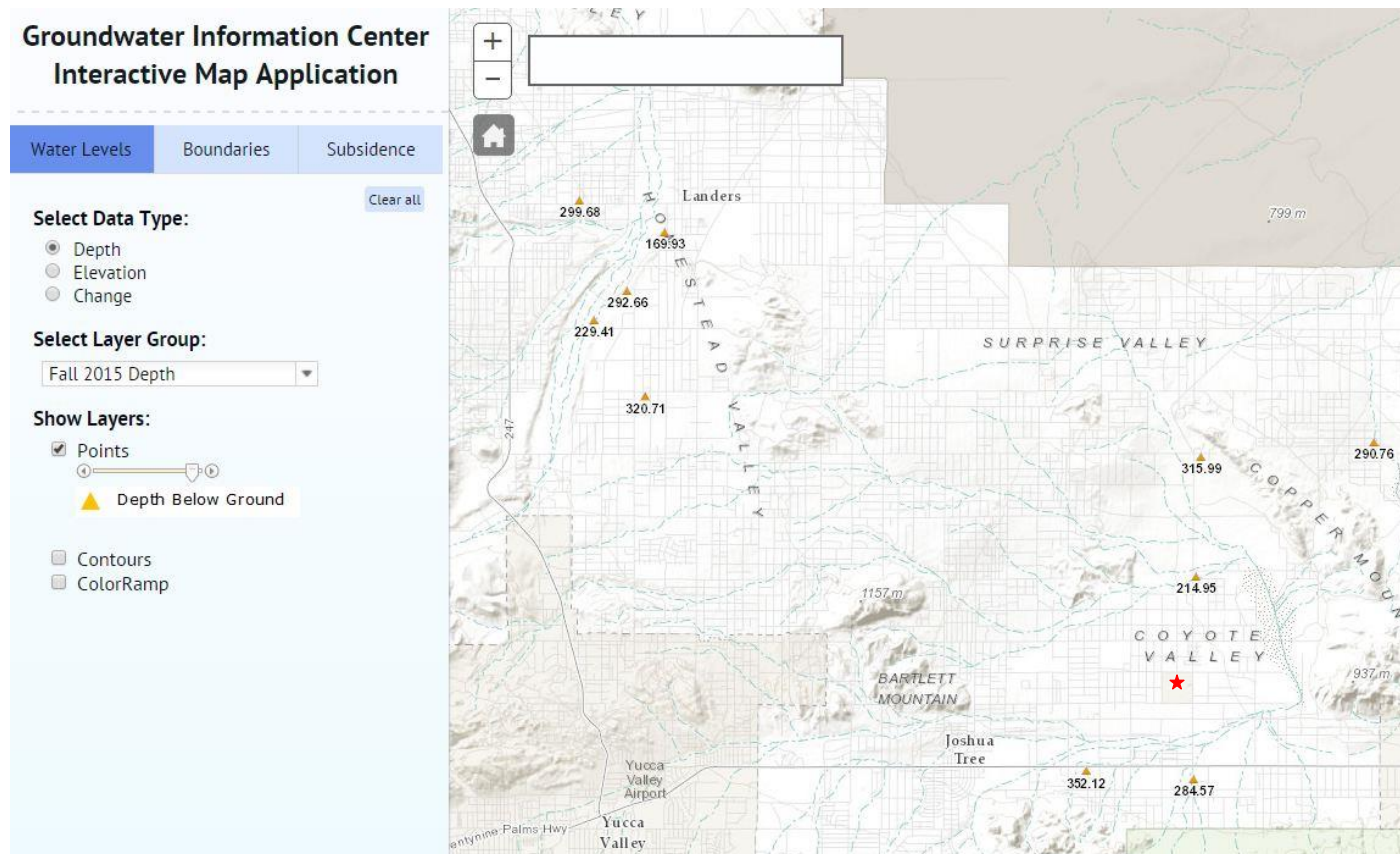 Groundwater Information Center
Interactive Map Application
Water Levels
Boundaries
Subsidence
Clear all
Select Data Type:
Depth
Elevation
Change
Select Layer Group:
Fall 2015 Depth
Show Layers:
Points
Depth Below Ground
Contours
ColorRamp
+
−
L E Y
Landers
299.68
169.93
799 m
HOMESTEAD VALLEY
292.66
229.41
SURPRISE VALLEY
320.71
247
290.76
315.99
COPPER MOUN
214.95
1157 m
COYOTE
VALLEY
BARTLETT
MOUNTAIN
937 m
Joshua
Tree
Yucca
Valley
Airport
352.12
284.57
entynine Palms Hwy
Yucca
Valley